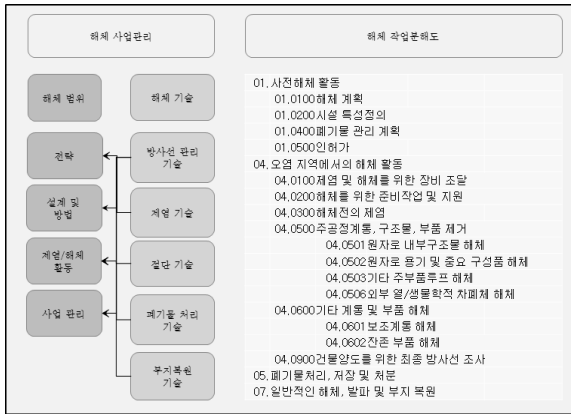 해체 사업관리
해체 작업분해도
해체 범위
해체 기술
전략
방사선 관리
기술
설계 및
방법
제염 기술
제염/해체
활동
절단 기술
사업 관리
폐기물 처리
기술
부지복원
기술
01.사전해체 활동
01.0100해체 계획
01.0200시설 특성정의
01.0400폐기물 관리 계획
01.0500인허가
04.오염 지역에서의 해체 활동
04.0100제염 및 해체를 위한 장비 조달
04.0200해체를 위한 준비작업 및 지원
04.0300해체전의 제염
04.0500주공정계통,구조물,부품 제거
04.0501원자로 내부구조물 해체
04.0502원자로 용기 및 중요 구성품 해체
04.0503기타 주부품루프 해체
04.0506외부 열/생물학적 차폐체 해체
04.0600기타 계통 및 부품 해체
04.0601보조계통 해체
04.0602잔존 부품 해체
04.0900건물양도를 위한 최종 방사선 조사
05.폐기물처리,저장 및 처분
07.일반적인 해체,발파 및 부지 복원